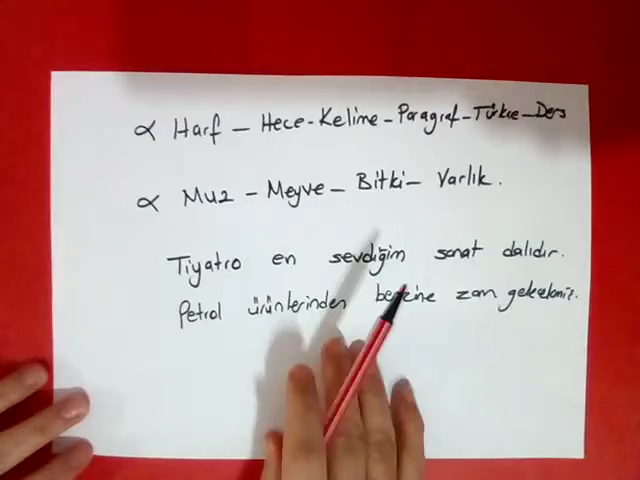 ∝ Harf - Hece - Kelime - Paragraf - Türkçe - Ders
∝ Muz - Meyve - Bitki - Varlık.
Tiyatro en sevdiğim sanat dalıdır.
Petrol ürünlerinden benzine zam gelecekmiş.